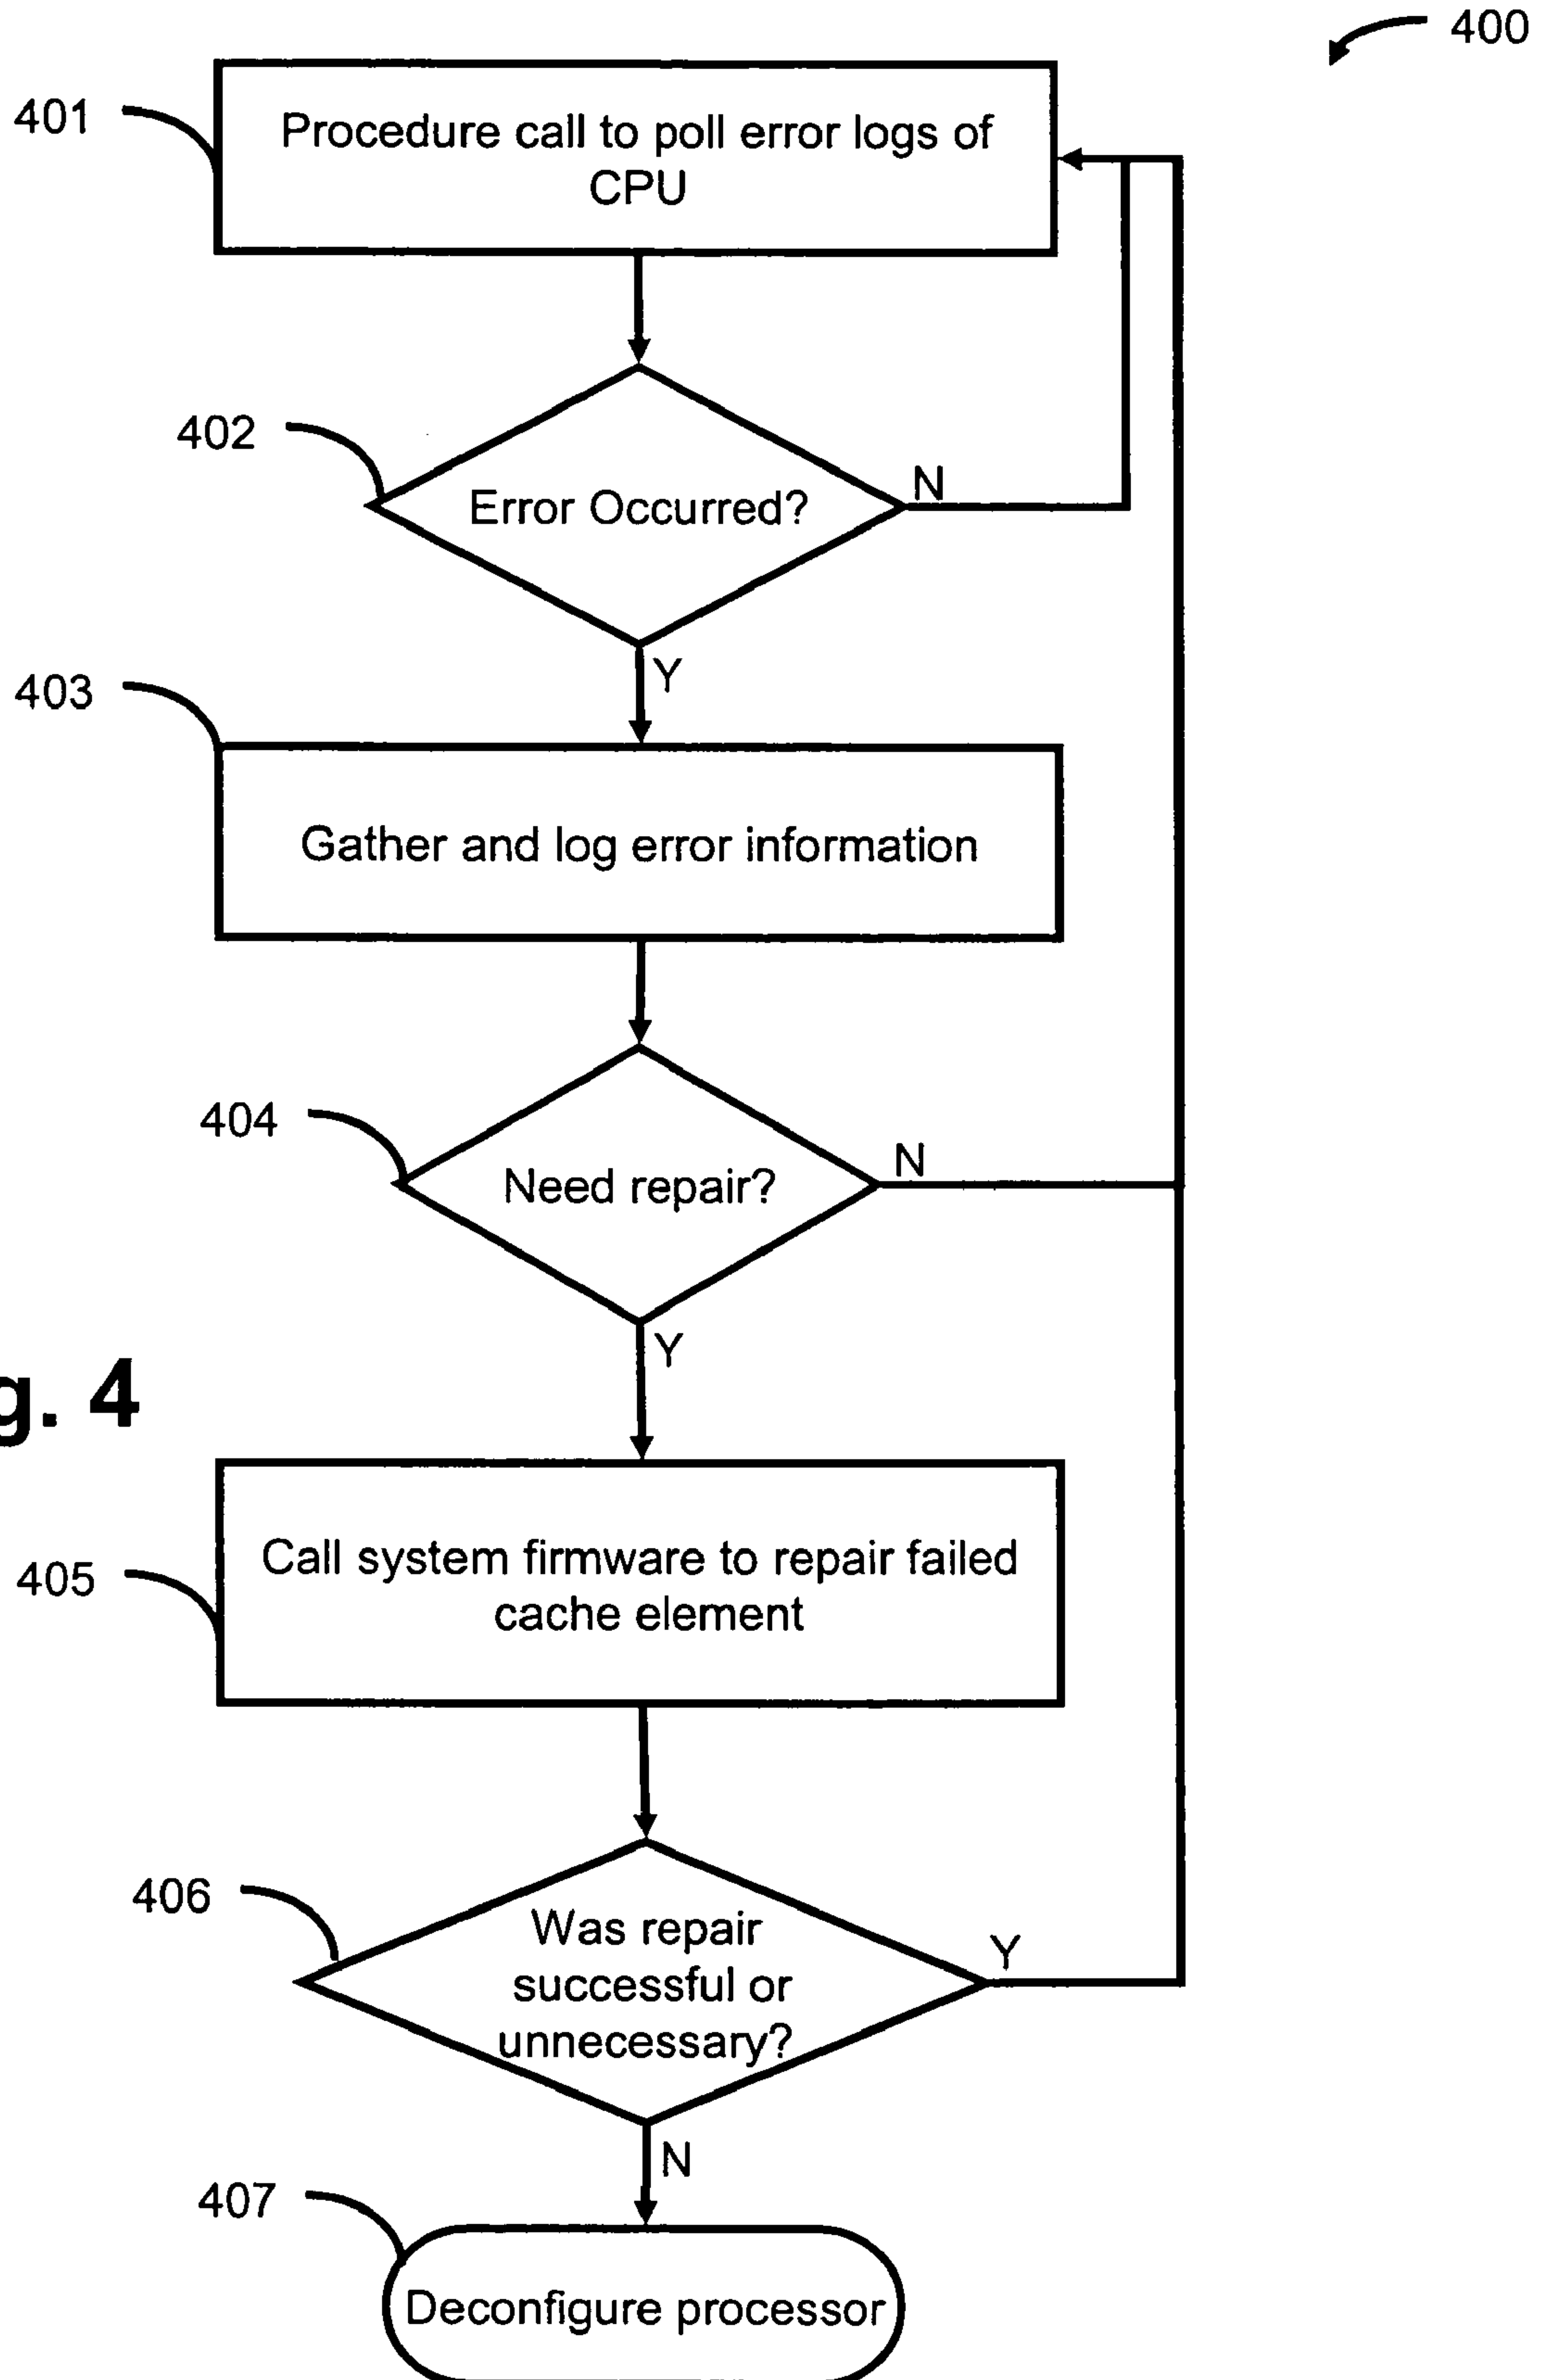 400
401
Procedure call to poll error logs of
CPU
402
Error Occurred?
N
Y
403
Gather and log error information
404
Need repair?
N
Y
g. 4
405
Call system firmware to repair failed
cache element
406
Was repair
successful or
unnecessary?
Y
N
407
Deconfigure processor